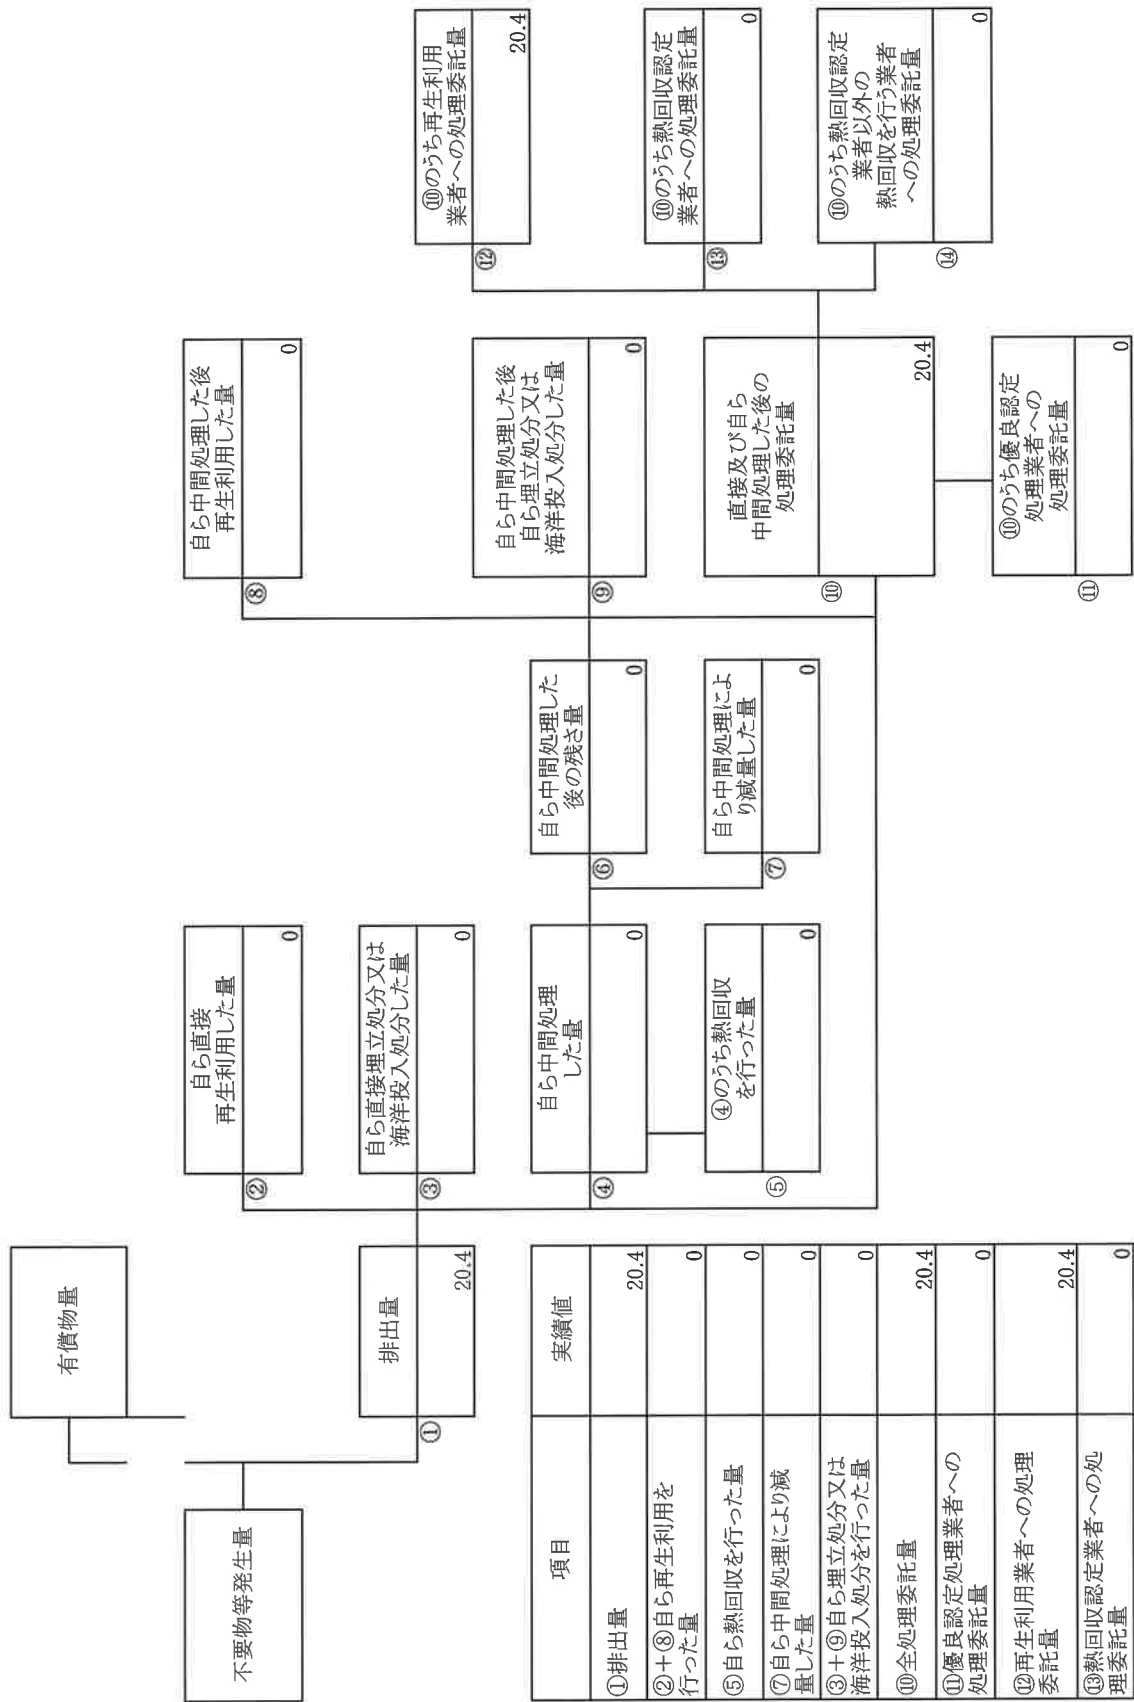 有償物量
不要物等発生量
排出量
①
20.4
自ら直接
再生利用した量
②
0
自ら直接埋立処分又は
海洋投入処分した量
③
0
自ら中間処理
した量
④
0
④のうち熱回収
を行った量
⑤
0
自ら中間処理した
後の残さ量
⑥
0
自ら中間処理によ
り減量した量
⑦
0
自ら中間処理した後
再生利用した量
⑧
0
自ら中間処理した後
自ら埋立処分又は
海洋投入処分した量
⑨
0
直接及び自ら
中間処理した後の
処理委託量
⑩
20.4
⑩のうち優良認定
処理業者への
処理委託量
⑪
0
⑩のうち再生利用
業者への処理委託量
⑫
20.4
⑩のうち熱回収認定
業者への処理委託量
⑬
0
⑩のうち熱回収認定
業者以外の
熱回収を行う業者
への処理委託量
⑭
0
項目 実績値
①排出量 20.4
②+⑧自ら再生利用を
行った量 0
⑤自ら熱回収を行った量 0
⑦自ら中間処理により減
量した量 0
③+⑨自ら埋立処分又は
海洋投入処分を行った量 0
⑩全処理委託量 20.4
⑪優良認定処理業者への
処理委託量 0
⑫再生利用業者への処理
委託量 20.4
⑬熱回収認定業者への処
理委託量 0